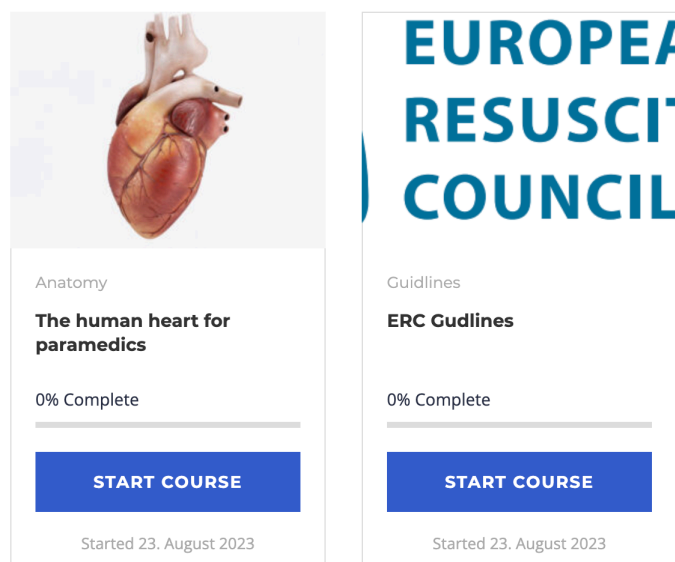 Anatomy
The human heart for
paramedics
0% Complete
START COURSE
Started 23. August 2023
EUROPEA
RESUSCIT
COUNCIL
Guidlines
ERC Gudlines
0% Complete
START COURSE
Started 23. August 2023